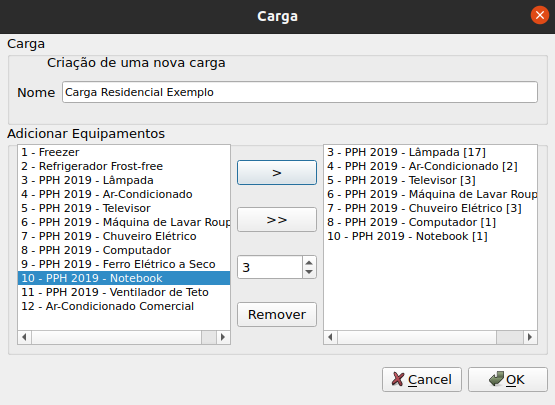 Carga
Carga
Criação de uma nova carga
Nome
Carga Residencial Exemplo
Adicionar Equipamentos
1 - Freezer
2 - Refrigerador Frost-free
3 - PPH 2019 - Lâmpada
4 - PPH 2019 - Ar-Condicionado
5 - PPH 2019 - Televisor
6 - PPH 2019 - Máquina de Lavar Roup
7 - PPH 2019 - Chuveiro Elétrico
8 - PPH 2019 - Computador
9 - PPH 2019 - Ferro Elétrico a Seco
10 - PPH 2019 - Notebook
11 - PPH 2019 - Ventilador de Teto
12 - Ar-Condicionado Comercial
>
>>
3
Remover
3 - PPH 2019 - Lâmpada [17]
4 - PPH 2019 - Ar-Condicionado [2]
5 - PPH 2019 - Televisor [3]
6 - PPH 2019 - Máquina de Lavar Roup
7 - PPH 2019 - Chuveiro Elétrico [3]
8 - PPH 2019 - Computador [1]
10 - PPH 2019 - Notebook [1]
Cancel
OK